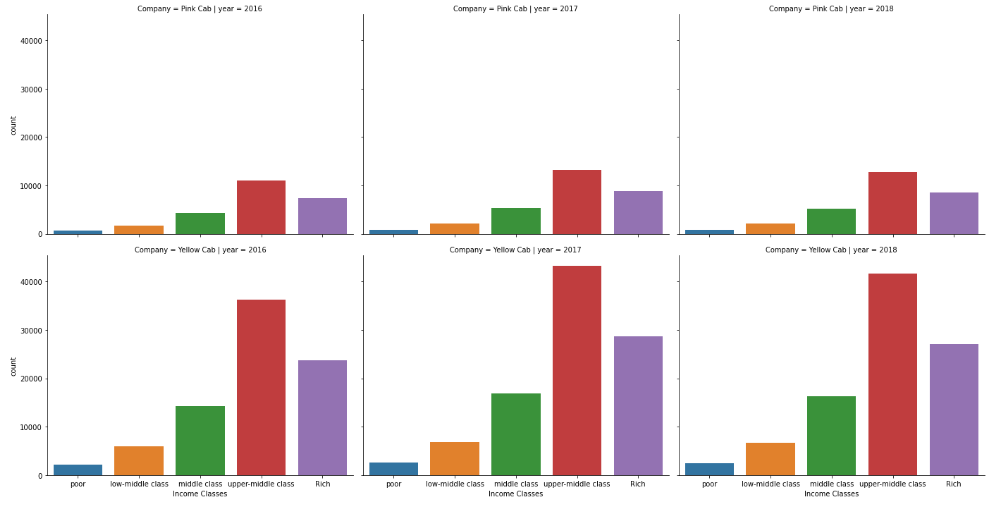 Company = Pink Cab | year = 2016
Company = Pink Cab | year = 2017
Company = Pink Cab | year = 2018
40000
30000
20000
10000
0
count
Company = Yellow Cab | year = 2016
Company = Yellow Cab | year = 2017
Company = Yellow Cab | year = 2018
40000
30000
20000
10000
0
count
poor low-middle class middle class upper-middle class Rich
poor low-middle class middle class upper-middle class Rich
poor low-middle class middle class upper-middle class Rich
Income Classes
Income Classes
Income Classes